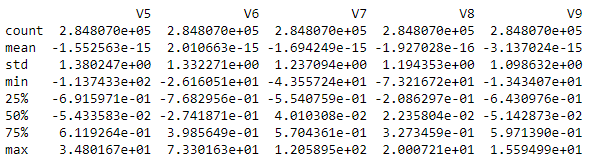 V5 V6 V7 V8 V9
count 2.848070e+05 2.848070e+05 2.848070e+05 2.848070e+05 2.848070e+05
mean -1.552563e-15 2.010663e-15 -1.694249e-15 -1.927028e-16 -3.137024e-15
std 1.380247e+00 1.332271e+00 1.237094e+00 1.194353e+00 1.098632e+00
min -1.137433e+02 -2.616051e+01 -4.355724e+01 -7.321672e+01 -1.343407e+01
25% -6.915971e-01 -7.682956e-01 -5.540759e-01 -2.086297e-01 -6.430976e-01
50% -5.433583e-02 -2.741871e-01 4.010308e-02 2.235804e-02 -5.142873e-02
75% 6.119264e-01 3.985649e-01 5.704361e-01 3.273459e-01 5.971390e-01
max 3.480167e+01 7.330163e+01 1.205895e+02 2.000721e+01 1.559499e+01